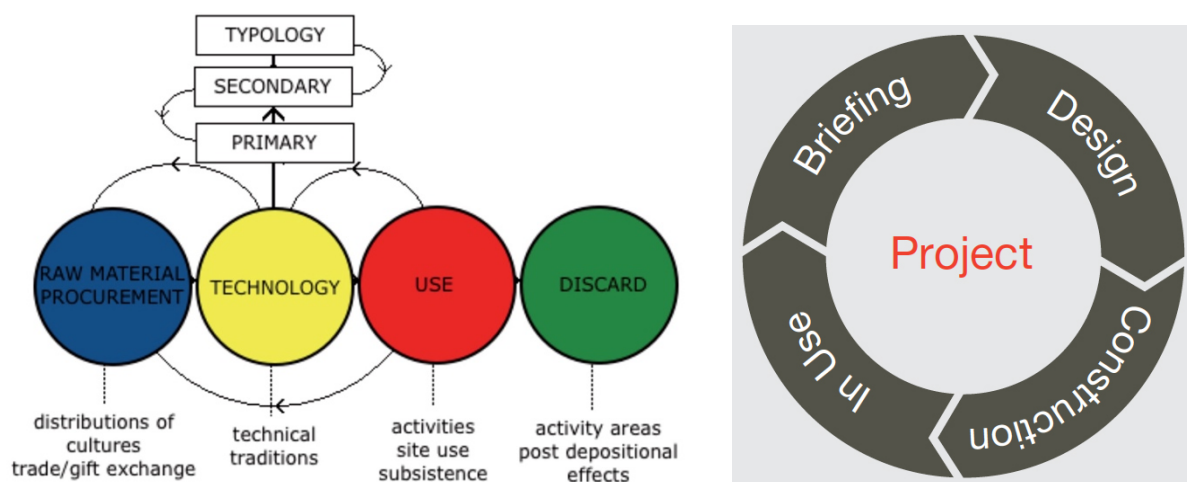 TYPOLOGY
SECONDARY
PRIMARY
RAW MATERIAL
PROCUREMENT
TECHNOLOGY
USE
DISCARD
distributions of
cultures
trade/gift exchange
technical
traditions
activities
site use
subsistence
activity areas
post depositional
effects
Briefing
Design
Construction
In Use
Project